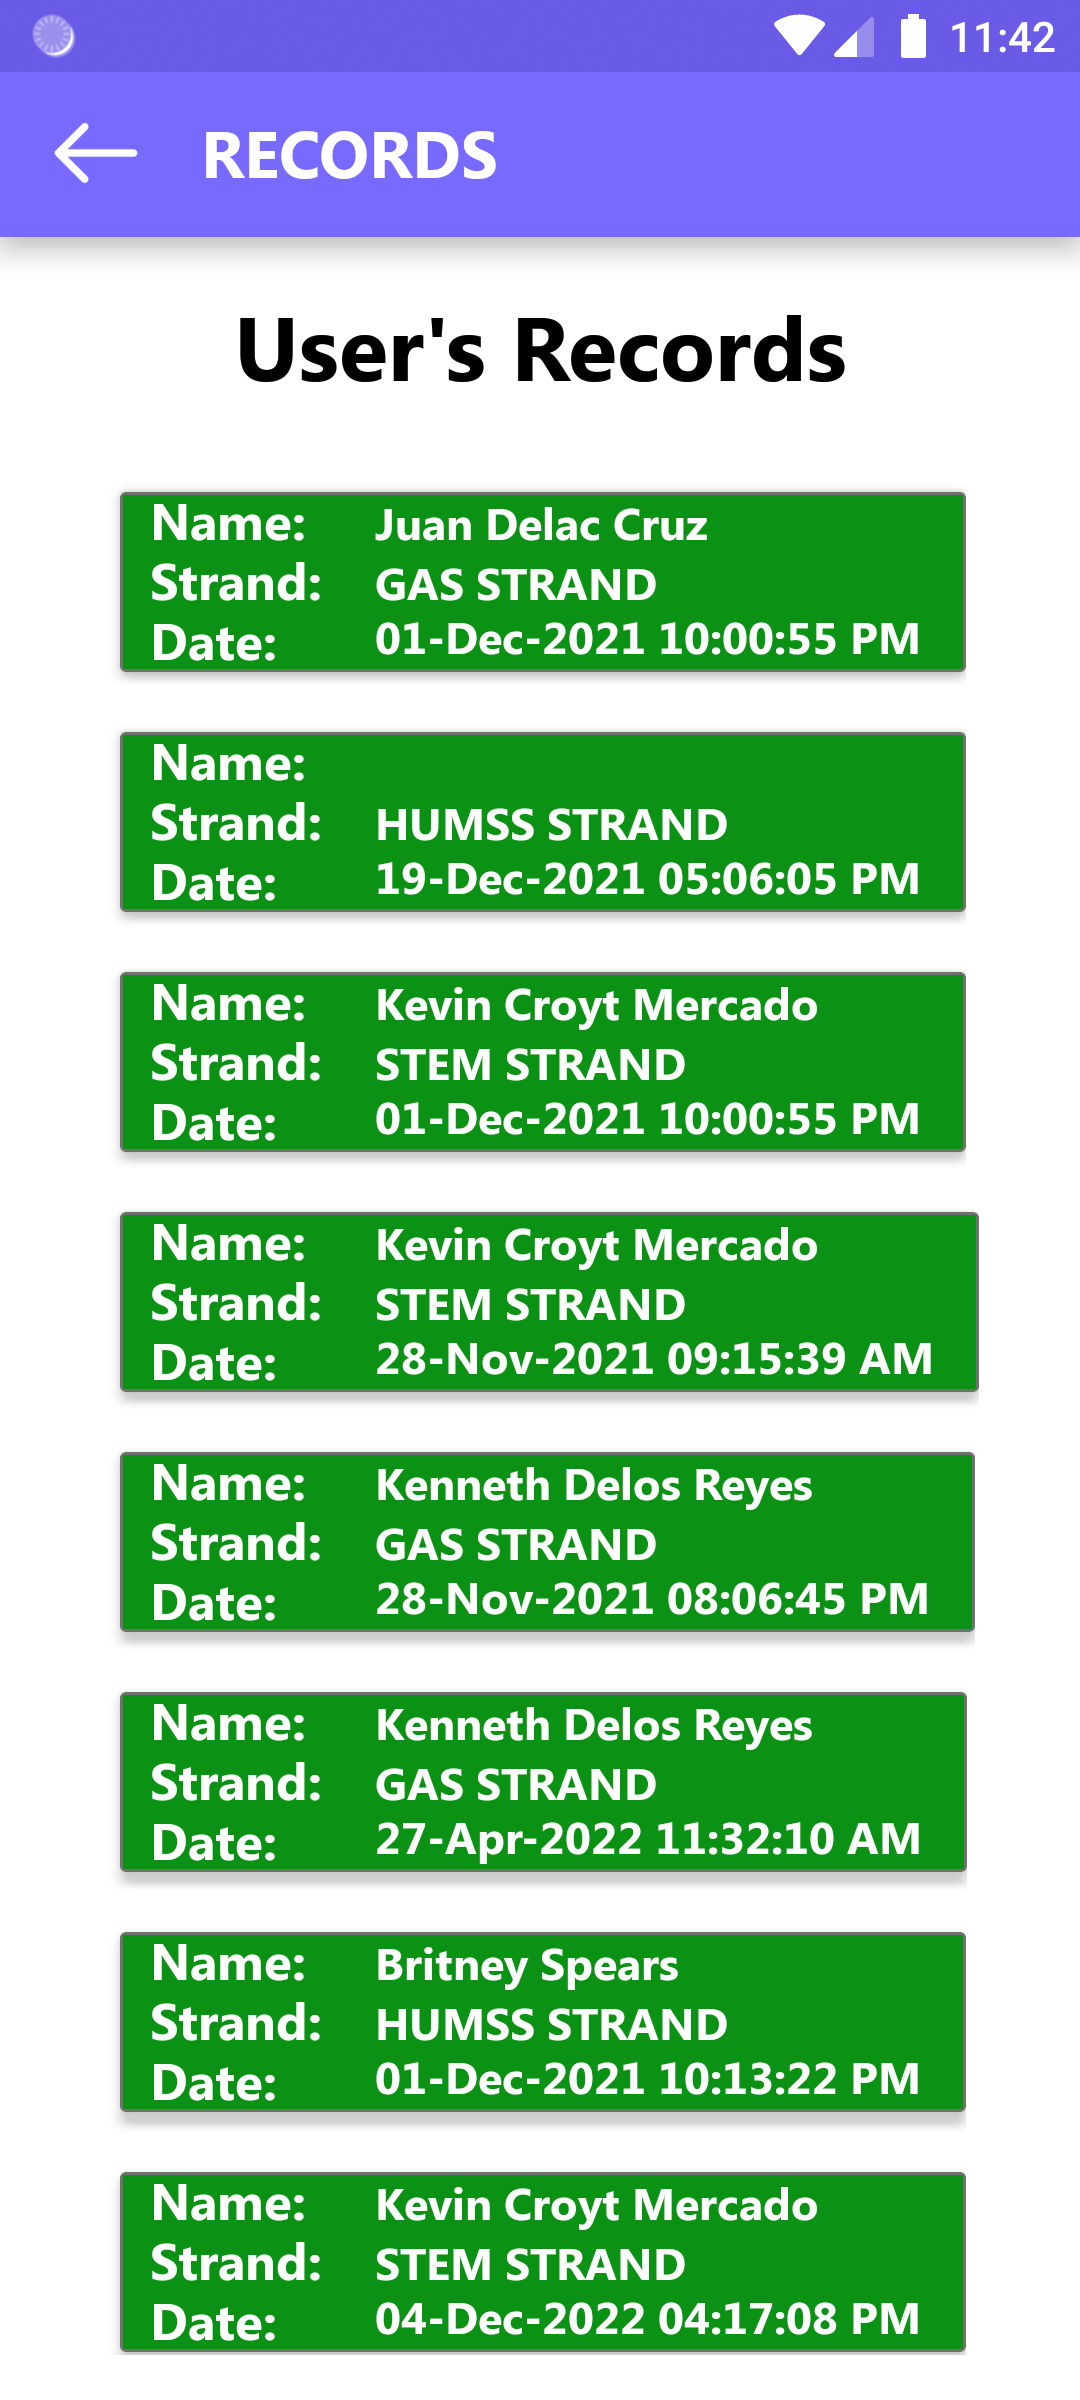 11:42
RECORDS
User's Records
Name: Juan Delac Cruz
Strand: GAS STRAND
Date: 01-Dec-2021 10:00:55 PM
Name:
Strand: HUMSS STRAND
Date: 19-Dec-2021 05:06:05 PM
Name: Kevin Croyt Mercado
Strand: STEM STRAND
Date: 01-Dec-2021 10:00:55 PM
Name: Kevin Croyt Mercado
Strand: STEM STRAND
Date: 28-Nov-2021 09:15:39 AM
Name: Kenneth Delos Reyes
Strand: GAS STRAND
Date: 28-Nov-2021 08:06:45 PM
Name: Kenneth Delos Reyes
Strand: GAS STRAND
Date: 27-Apr-2022 11:32:10 AM
Name: Britney Spears
Strand: HUMSS STRAND
Date: 01-Dec-2021 10:13:22 PM
Name: Kevin Croyt Mercado
Strand: STEM STRAND
Date: 04-Dec-2022 04:17:08 PM